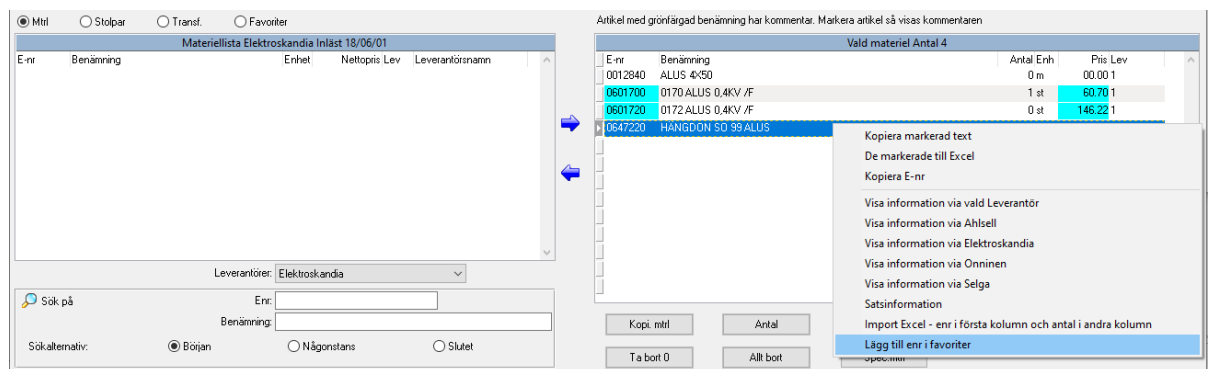 Mtrl Stolpar Transf. Favoriter
Materiellista Elektroskandia Inläst 18/06/01
E-nr Benämning Enhet Nettopris Lev Leverantörsnamn
Leverantörer: Elektroskandia
Sök på Enr:
Benämning:
Sökalternativ: Början Någonstans Slutet
Artikel med grönfärgad benämning har kommentar. Markera artikel så visas kommentaren
Vald materiel Antal 4
E-nr Benämning Antal Enh Pris Lev
0012840 ALUS 4X50 0 m 00.00 1
0601700 0170 ALUS 0,4KV /F 1 st 60.70 1
0601720 0172 ALUS 0,4KV /F 0 st 146.22 1
0647220 HANGDON SO 99 ALUS
Kopiera markerad text
De markerade till Excel
Kopiera E-nr
Visa information via vald Leverantör
Visa information via Ahlsell
Visa information via Elektroskandia
Visa information via Onninen
Visa information via Selga
Satsinformation
Import Excel - enr i första kolumn och antal i andra kolumn
Lägg till enr i favoriter
Kopi. mtrl Antal
Ta bort 0 Allt bort Spec.mtrl